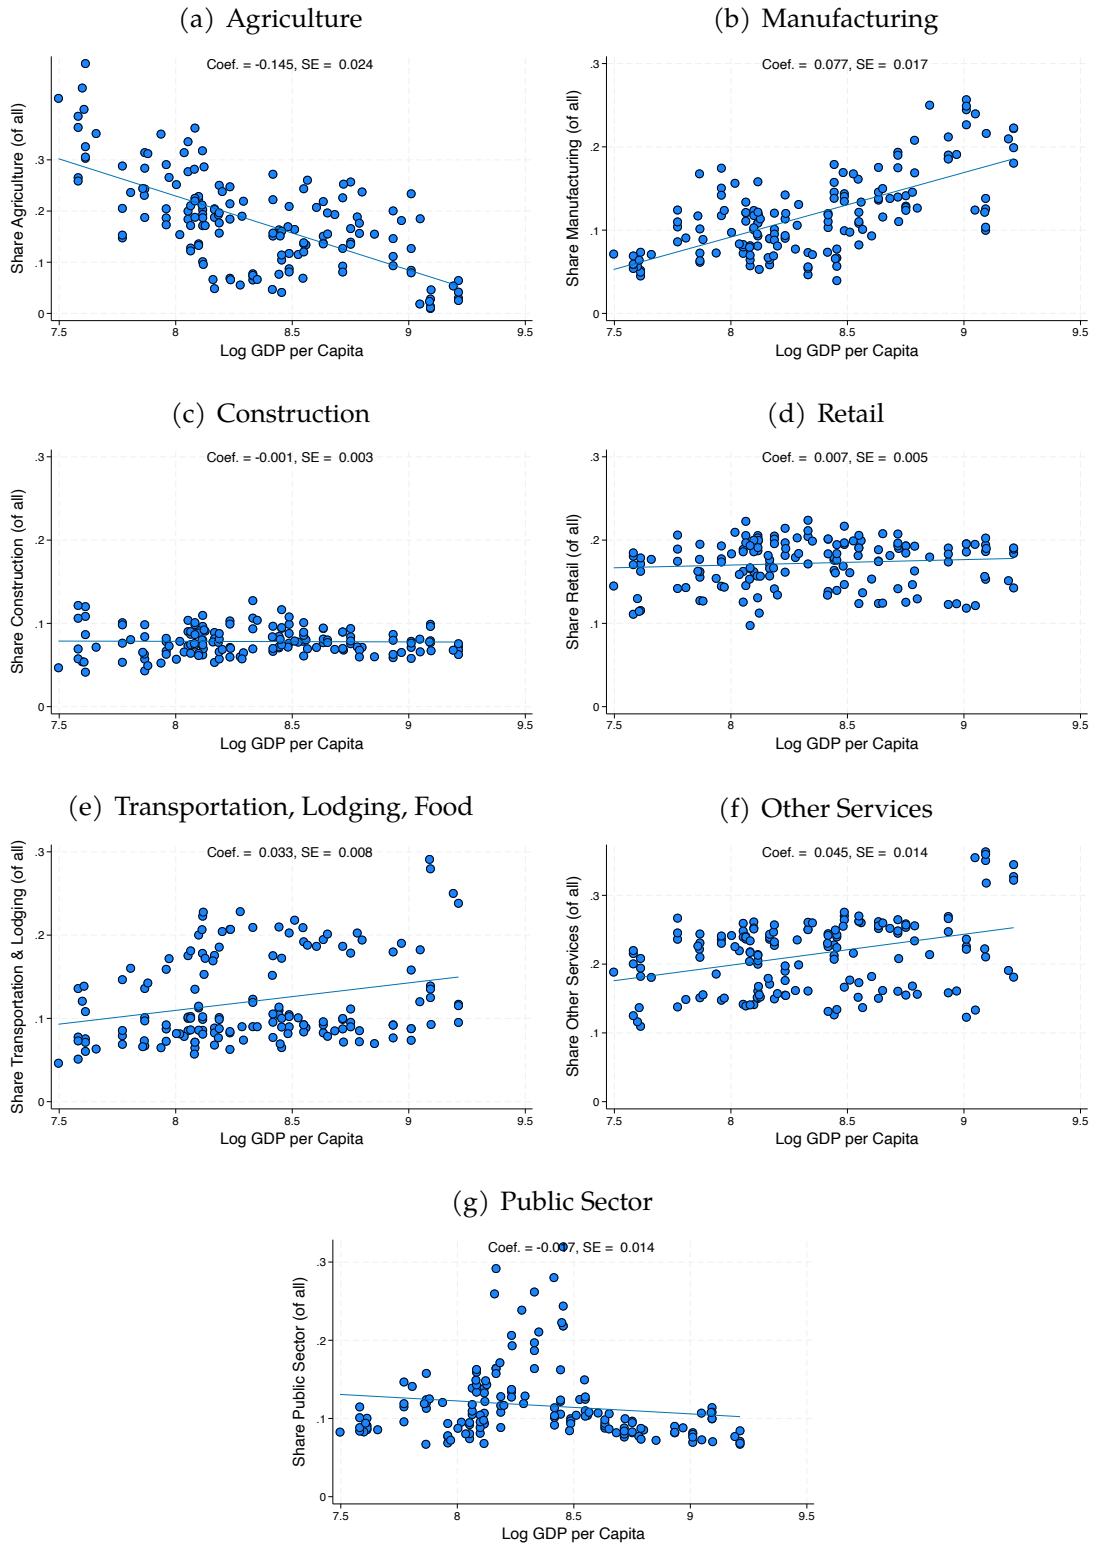 (a) Agriculture
Coef. = -0.145, SE = 0.024
Share Agriculture (of all)
.3
.2
.1
0
7.5 8 8.5 9 9.5
Log GDP per Capita
(b) Manufacturing
Coef. = 0.077, SE = 0.017
Share Manufacturing (of all)
.3
.2
.1
0
7.5 8 8.5 9 9.5
Log GDP per Capita
(c) Construction
Coef. = -0.001, SE = 0.003
Share Construction (of all)
.3
.2
.1
0
7.5 8 8.5 9 9.5
Log GDP per Capita
(d) Retail
Coef. = 0.007, SE = 0.005
Share Retail (of all)
.3
.2
.1
0
7.5 8 8.5 9 9.5
Log GDP per Capita
(e) Transportation, Lodging, Food
Coef. = 0.033, SE = 0.008
Share Transportation & Lodging (of all)
.3
.2
.1
0
7.5 8 8.5 9 9.5
Log GDP per Capita
(f) Other Services
Coef. = 0.045, SE = 0.014
Share Other Services (of all)
.3
.2
.1
0
7.5 8 8.5 9 9.5
Log GDP per Capita
(g) Public Sector
Coef. = -0.017, SE = 0.014
Share Public Sector (of all)
.3
.2
.1
0
7.5 8 8.5 9 9.5
Log GDP per Capita